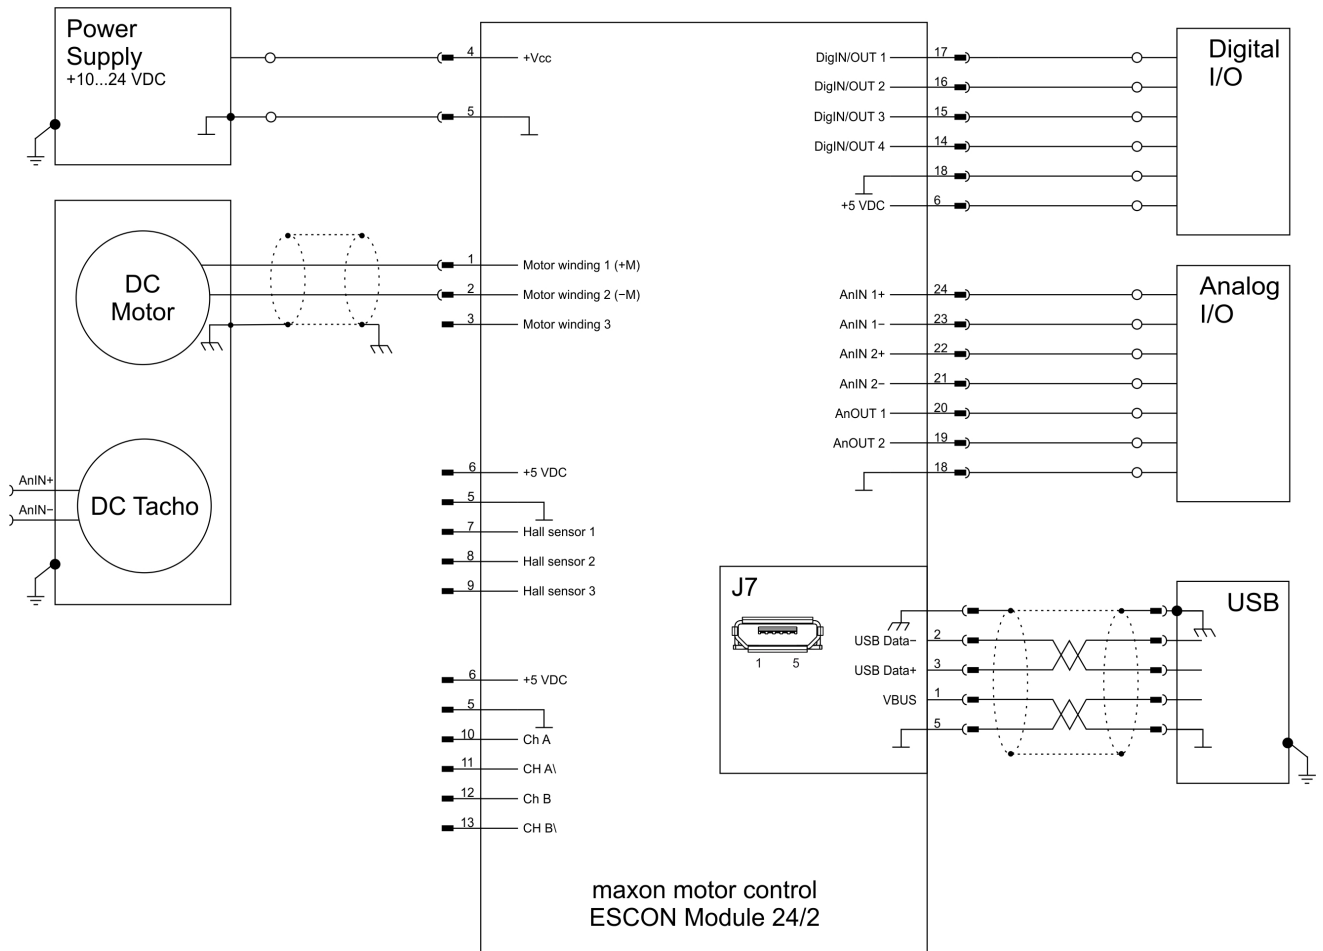 Power
Supply
+10...24 VDC
4 +Vcc
5
DC
Motor
1 Motor winding 1 (+M)
2 Motor winding 2 (−M)
3 Motor winding 3
AnIN+
AnIN−
DC Tacho
6 +5 VDC
5
7 Hall sensor 1
8 Hall sensor 2
9 Hall sensor 3
6 +5 VDC
5
10 Ch A
11 CH A\
12 Ch B
13 CH B\
DigIN/OUT 1 17
DigIN/OUT 2 16
DigIN/OUT 3 15
DigIN/OUT 4 14
18
+5 VDC 6
Digital
I/O
AnIN 1+ 24
AnIN 1− 23
AnIN 2+ 22
AnIN 2− 21
AnOUT 1 20
AnOUT 2 19
18
Analog
I/O
J7
1 5
USB Data− 2
USB Data+ 3
VBUS 1
5
USB
maxon motor control
ESCON Module 24/2